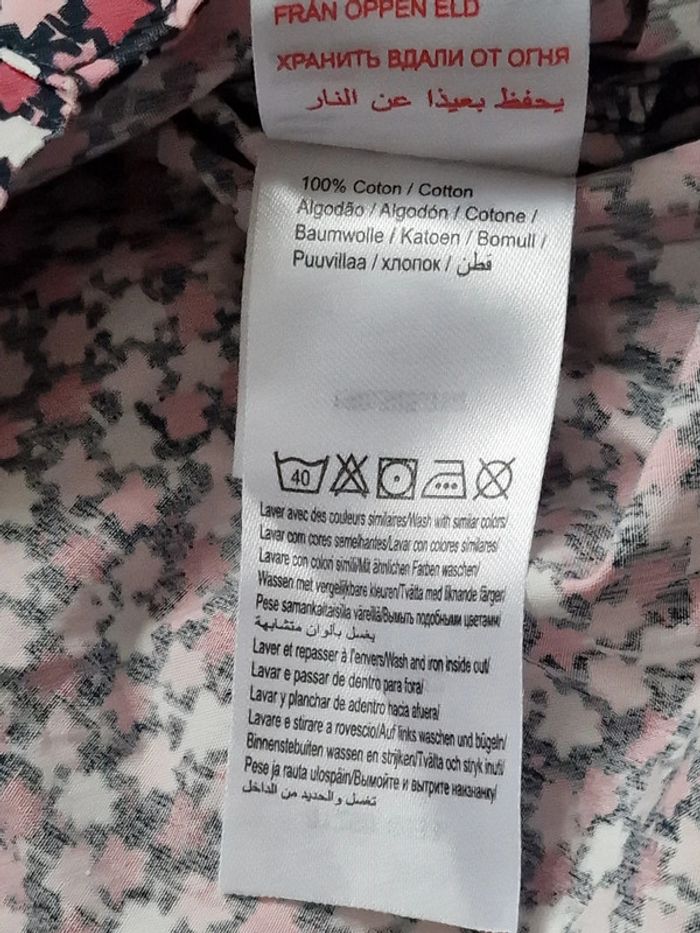 FRÅN ÖPPEN ELD
ХРАНИТЬ ВДАЛИ ОТ ОГНЯ
يحفظ بعيدًا عن النار
100% Coton / Cotton
Algodão / Algodón / Cotone /
Baumwolle / Katoen / Bomull /
Puuvillaa / хлопок / قطن
40
Laver avec des couleurs similaires/Wash with similar colors/
Lavar com cores semelhantes/Lavar con colores similares/
Lavare con colori simili/Mit ähnlichen Farben waschen/
Wassen met vergelijkbare kleuren/Tvätta med liknande färger/
Pese samankaltaisilla väreillä/Вымыть подобными цветами/
يغسل بألوان متشابهة
Laver et repasser à l'envers/Wash and iron inside out/
Lavar e passar de dentro para fora/
Lavar y planchar de adentro hacia afuera/
Lavare e stirare a rovescio/Auf links waschen und bügeln/
Binnenstebuiten wassen en strijken/Tvätta och stryk inuti/
Pese ja rauta ulospäin/Вымойте и вытрите наизнанку/
تغسل والحديد من الداخل